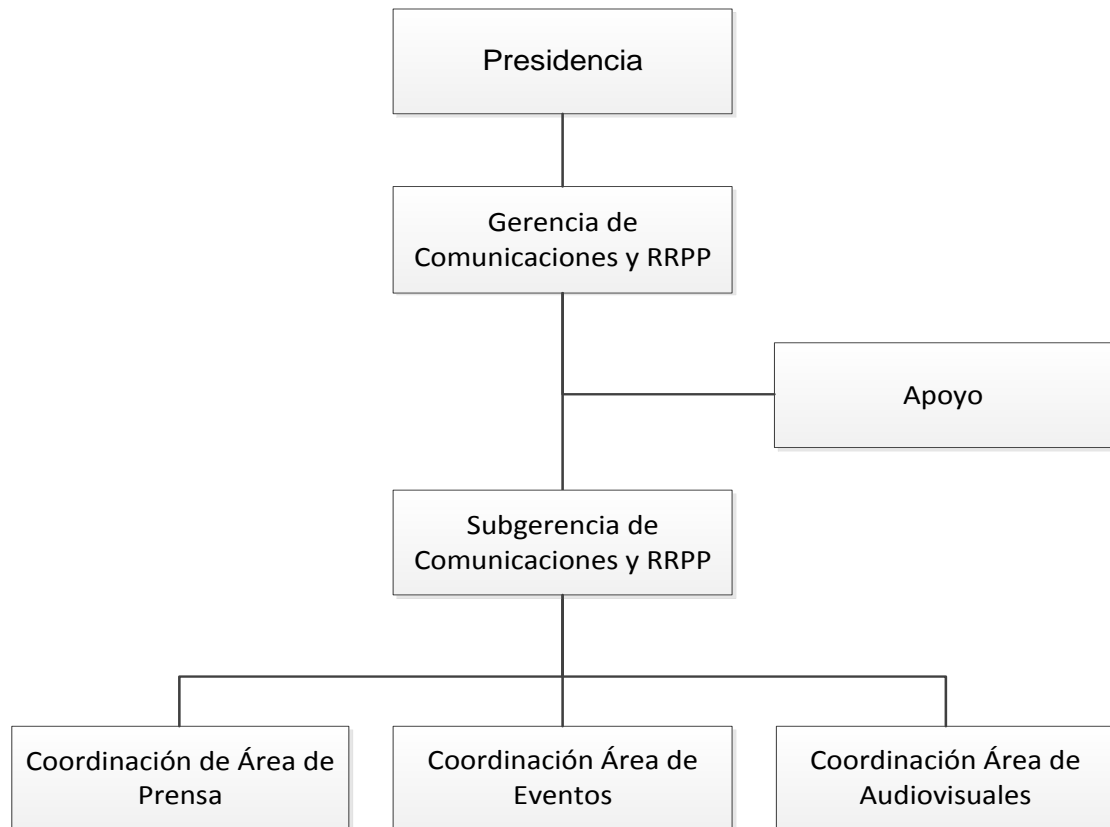 Presidencia
Gerencia de
Comunicaciones y RRPP
Apoyo
Subgerencia de
Comunicaciones y RRPP
Coordinación de Área de
Prensa
Coordinación Área de
Eventos
Coordinación Área de
Audiovisuales